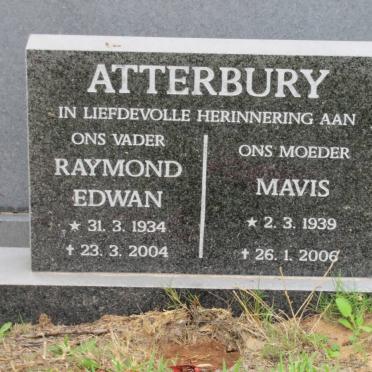 ATTERBURY
IN LIEFDEVOLLE HERINNERING AAN
ONS VADER
RAYMOND
EDWAN
★ 31. 3. 1934
✝ 23. 3. 2004
ONS MOEDER
MAVIS
★ 2. 3. 1939
✝ 26. 1. 2006